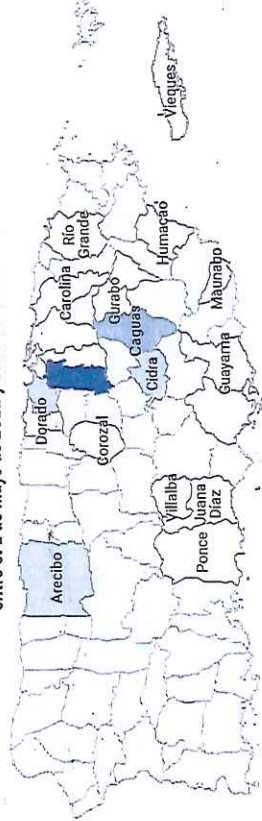 Dorado
Carolina
Río
Grande
Arecibo
Corozal
Gurabo
Caguas
Cidra
Humacao
Vieques
Villalba
Juana
Díaz
Ponce
Guayama
Maunabo